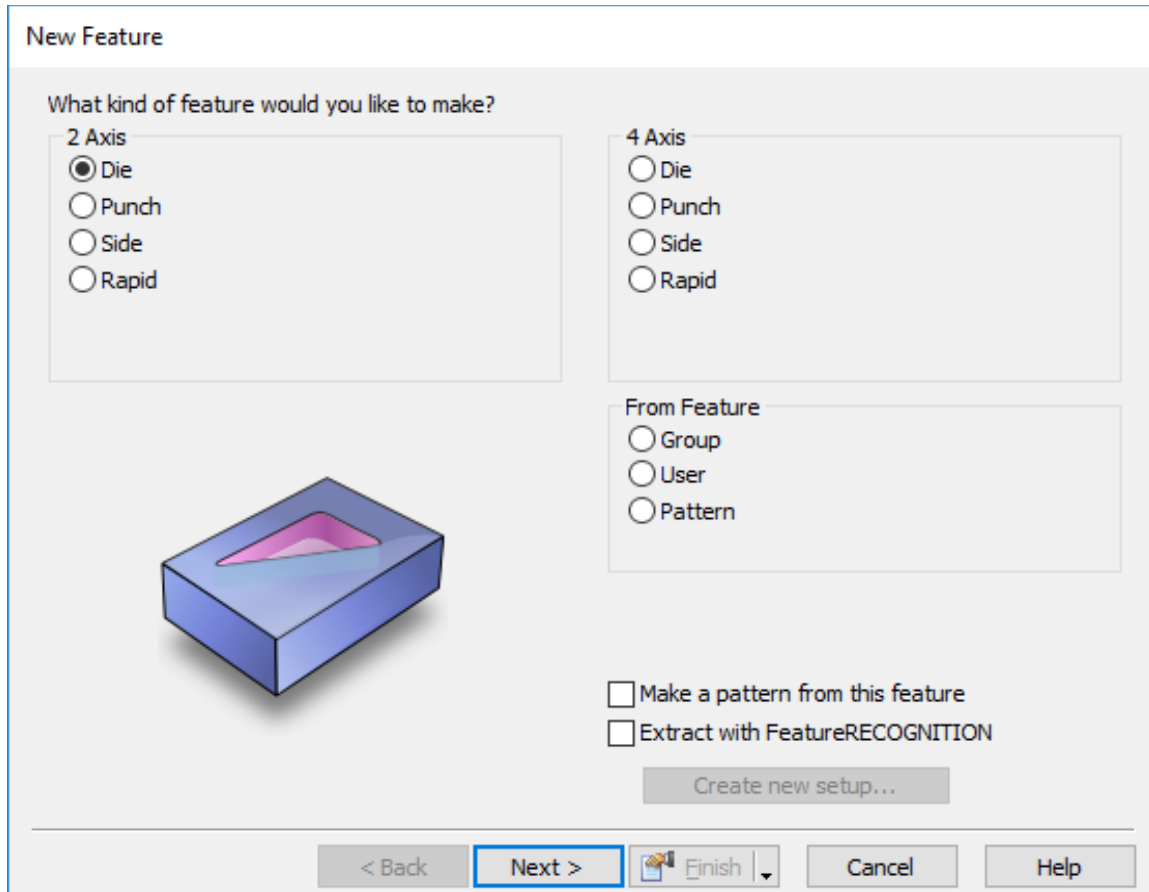 New Feature
What kind of feature would you like to make?
2 Axis
Die
Punch
Side
Rapid
4 Axis
Die
Punch
Side
Rapid
From Feature
Group
User
Pattern
Make a pattern from this feature
Extract with FeatureRECOGNITION
Create new setup...
< Back
Next >
Finish
Cancel
Help